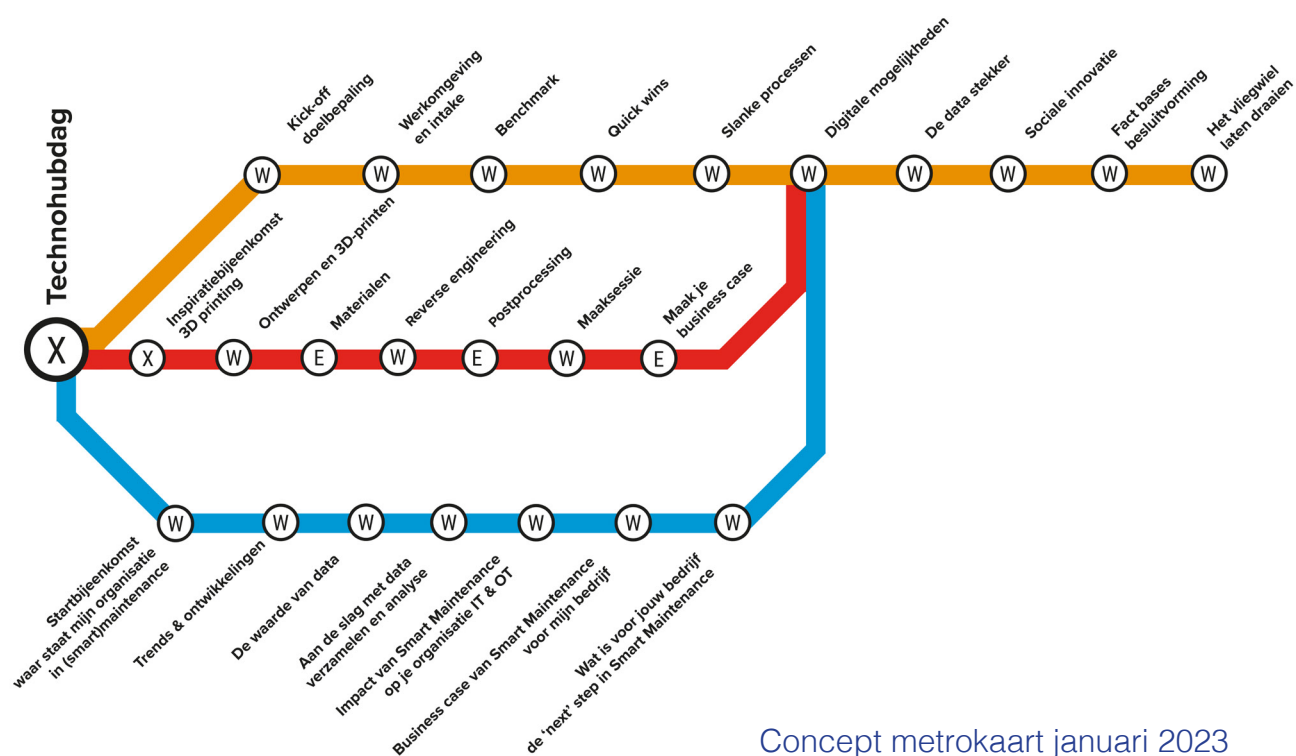 Technohubdag
X
Kick-off
doelbepaling
Werkomgeving
en intake
Benchmark
Quick wins
Slanke processen
Digitale mogelijkheden
De data stekker
Sociale innovatie
Fact bases
besluitvorming
Het vliegwiel
laten draaien
W
W
W
W
W
W
W
W
W
W
Inspiratiebijeenkomst
3D printing
Ontwerpen en 3D-printen
Materialen
Reverse engineering
Postprocessing
Maaksessie
Maak je
business case
X
W
E
W
E
W
E
W
W
W
W
W
W
W
Startbijeenkomst
waar staat mijn organisatie
in (smart)maintenance
Trends & ontwikkelingen
De waarde van data
Aan de slag met data
verzamelen en analyse
Impact van Smart Maintenance
op je organisatie IT & OT
Business case van Smart Maintenance
voor mijn bedrijf
Wat is voor jouw bedrijf
de ‘next’ step in Smart Maintenance
Concept metrokaart januari 2023